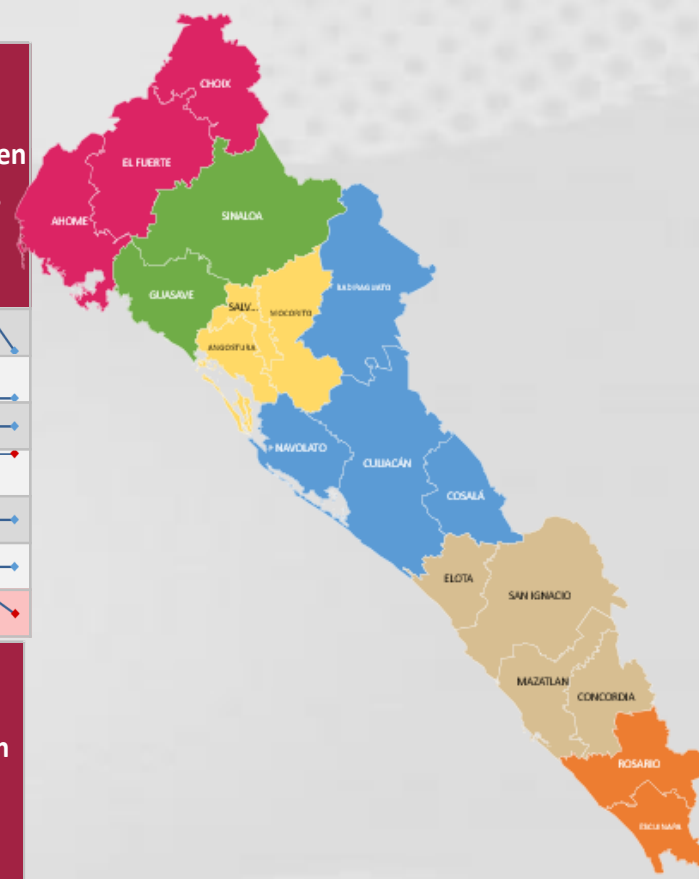 en
CHOIX
EL FUERTE
AHOME
SINALOA
GUASAVE
BADIRAGUATO
SALV...
MOCORITO
ANGOSTURA
NAVOLATO
CULIACÁN
COSALÁ
ELOTA
SAN IGNACIO
MAZATLAN
CONCORDIA
n
ROSARIO
ESCUINAPA